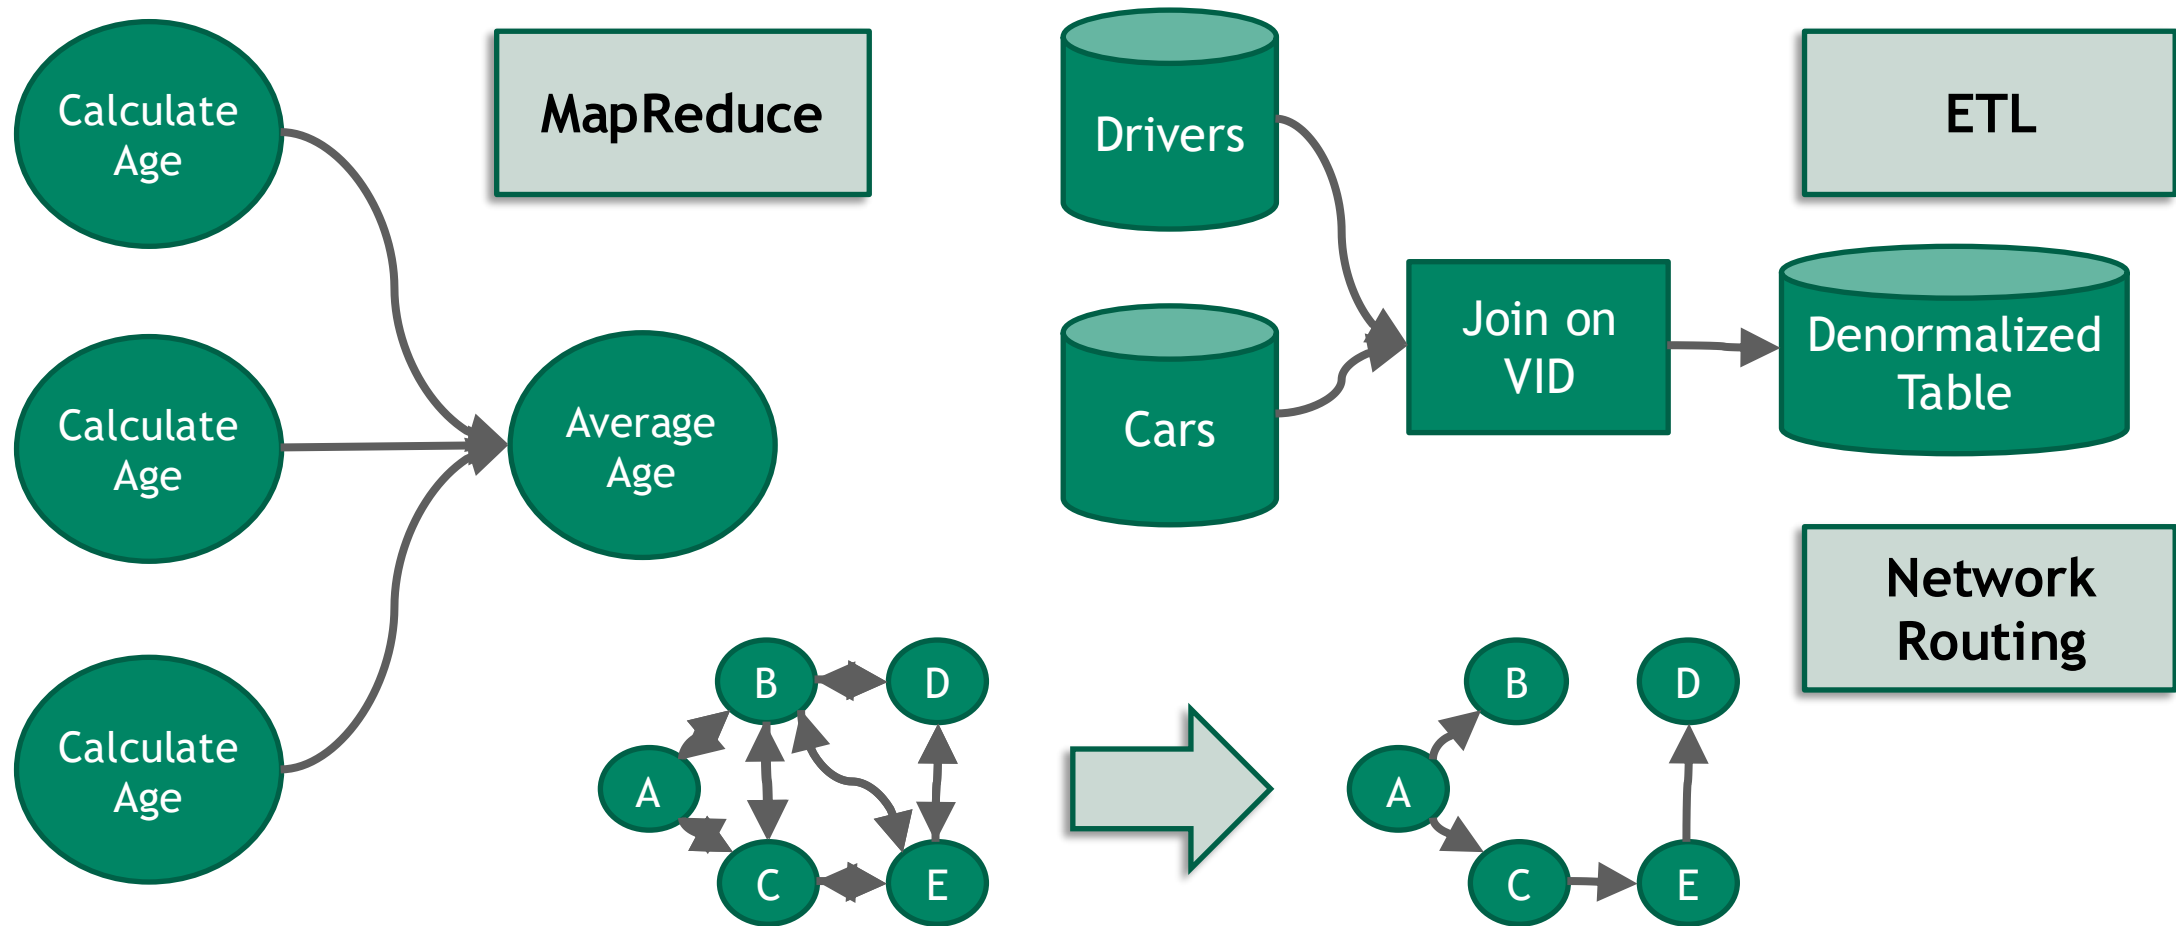 Calculate
Age
MapReduce
Calculate
Age
Average
Age
Calculate
Age
Drivers
Cars
Join on
VID
ETL
Denormalized
Table
Network
Routing
B
D
A
C
E
B
D
A
C
E